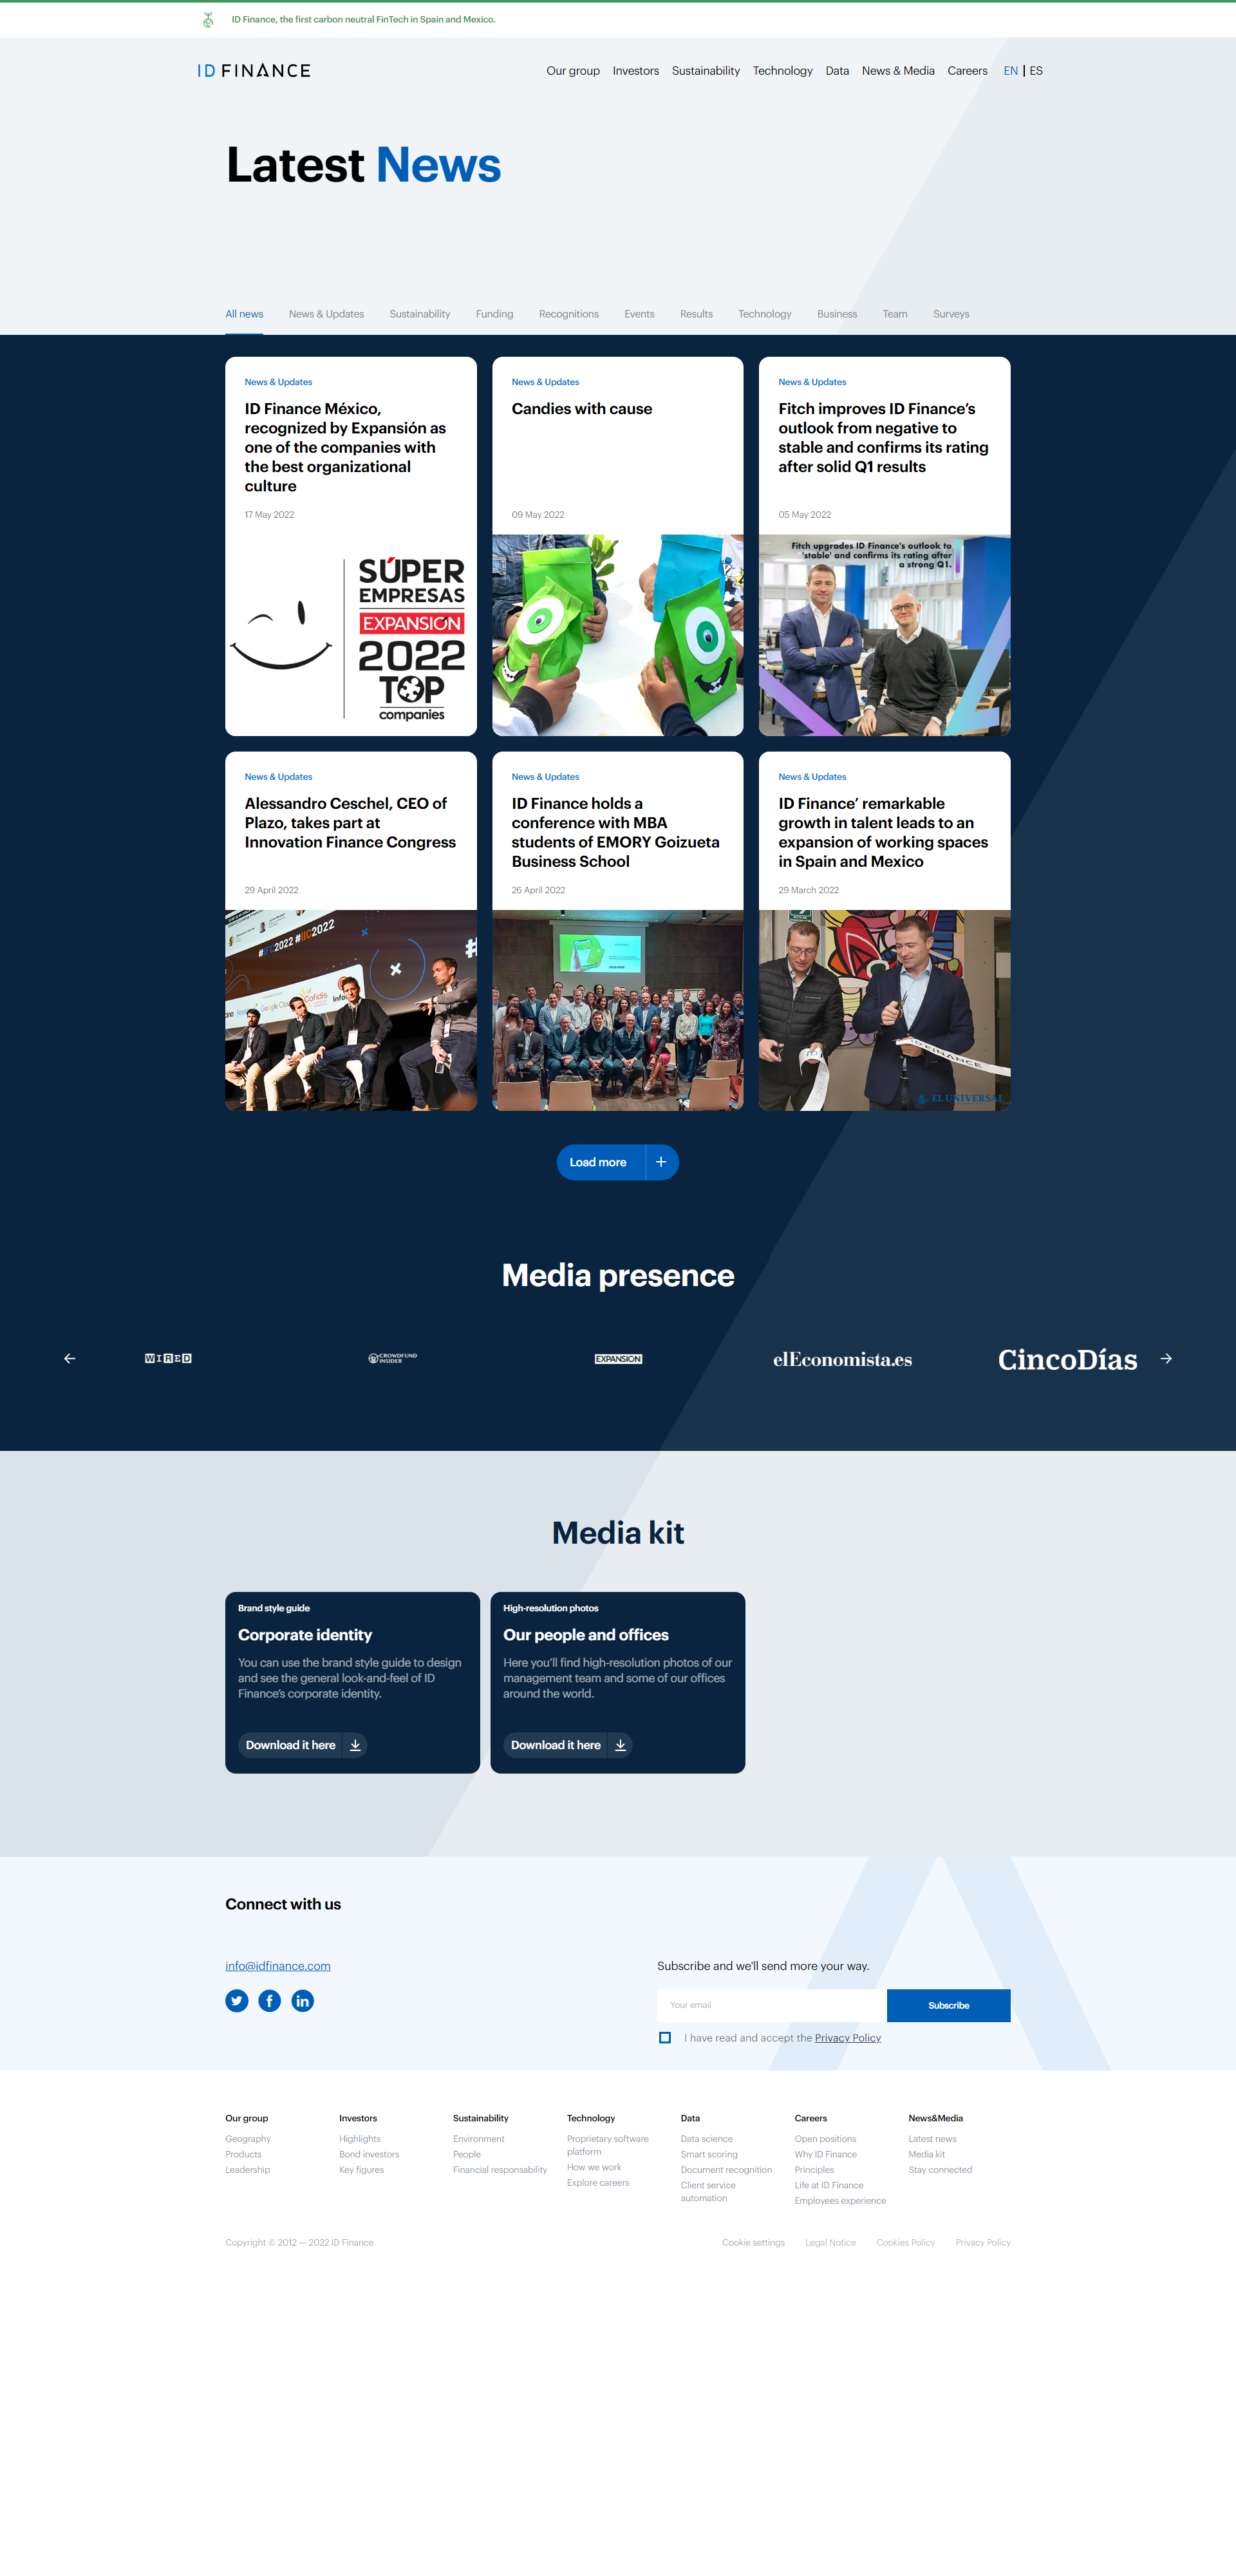 ID Finance, the first carbon neutral FinTech in Spain and Mexico.
ID FINANCE
Our group Investors Sustainability Technology Data News & Media Careers EN | ES
Latest News
All news News & Updates Sustainability Funding Recognitions Events Results Technology Business Team Surveys
News & Updates
ID Finance México,
recognized by Expansión as
one of the companies with
the best organizational
culture
17 May 2022
SÚPER
EMPRESAS
EXPANSIÓN
2022
TOP
companies
News & Updates
Candies with cause
09 May 2022
News & Updates
Fitch improves ID Finance’s
outlook from negative to
stable and confirms its rating
after solid Q1 results
05 May 2022
Fitch upgrades ID Finance's outlook to
'stable' and confirms its rating after
a strong Q1.
News & Updates
Alessandro Ceschel, CEO of
Plazo, takes part at
Innovation Finance Congress
29 April 2022
#IFC2022 #IIC2022
Google Cloud
Cofidis
News & Updates
ID Finance holds a
conference with MBA
students of EMORY Goizueta
Business School
26 April 2022
News & Updates
ID Finance’ remarkable
growth in talent leads to an
expansion of working spaces
in Spain and Mexico
29 March 2022
FINANCE
EL UNIVERSAL
Load more +
Media presence
WIRED
CROWDFUND
INSIDER
EXPANSIÓN
elEconomista.es
CincoDías
Media kit
Brand style guide
Corporate identity
You can use the brand style guide to design
and see the general look-and-feel of ID
Finance’s corporate identity.
Download it here
High-resolution photos
Our people and offices
Here you’ll find high-resolution photos of our
management team and some of our offices
around the world.
Download it here
Connect with us
info@idfinance.com
Subscribe and we'll send more your way.
Your email
Subscribe
I have read and accept the Privacy Policy
Our group
Geography
Products
Leadership
Investors
Highlights
Bond investors
Key figures
Sustainability
Environment
People
Financial responsability
Technology
Proprietary software
platform
How we work
Explore careers
Data
Data science
Smart scoring
Document recognition
Client service
automation
Careers
Open positions
Why ID Finance
Principles
Life at ID Finance
Employees experience
News&Media
Latest news
Media kit
Stay connected
Copyright © 2012 — 2022 ID Finance
Cookie settings Legal Notice Cookies Policy Privacy Policy